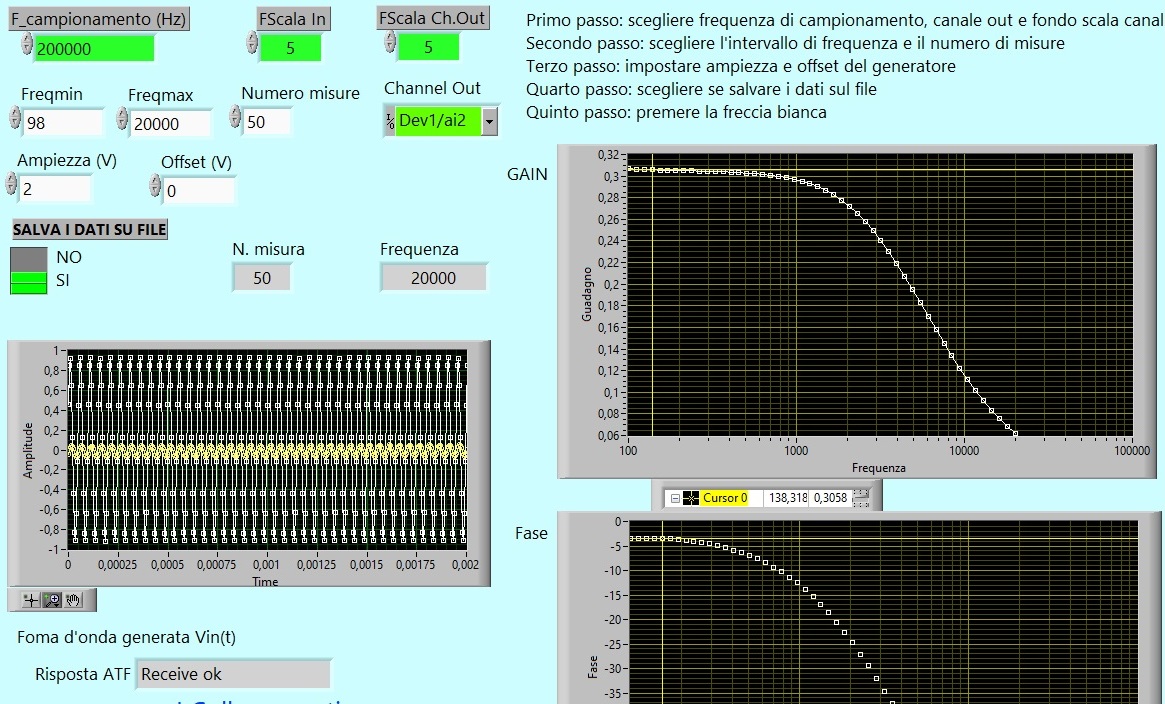 F_campionamento (Hz)
FScala In
FScala Ch.Out
200000
5
5
Primo passo: scegliere frequenza di campionamento, canale out e fondo scala canal
Secondo passo: scegliere l'intervallo di frequenza e il numero di misure
Terzo passo: impostare ampiezza e offset del generatore
Quarto passo: scegliere se salvare i dati sul file
Quinto passo: premere la freccia bianca
Freqmin
Freqmax
Numero misure
Channel Out
98
20000
50
Dev1/ai2
Ampiezza (V)
Offset (V)
2
0
SALVA I DATI SU FILE
NO
SI
N. misura
Frequenza
50
20000
GAIN
Guadagno
0,32
0,3
0,28
0,26
0,24
0,22
0,2
0,18
0,16
0,14
0,12
0,1
0,08
0,06
100
1000
10000
100000
Frequenza
Cursor 0
138,318
0,3058
Amplitude
1
0,8
0,6
0,4
0,2
0
-0,2
-0,4
-0,6
-0,8
-1
0
0,00025
0,0005
0,00075
0,001
0,00125
0,0015
0,00175
0,002
Time
Fase
Fase
0
-5
-10
-15
-20
-25
-30
-35
Foma d'onda generata Vin(t)
Risposta ATF
Receive ok